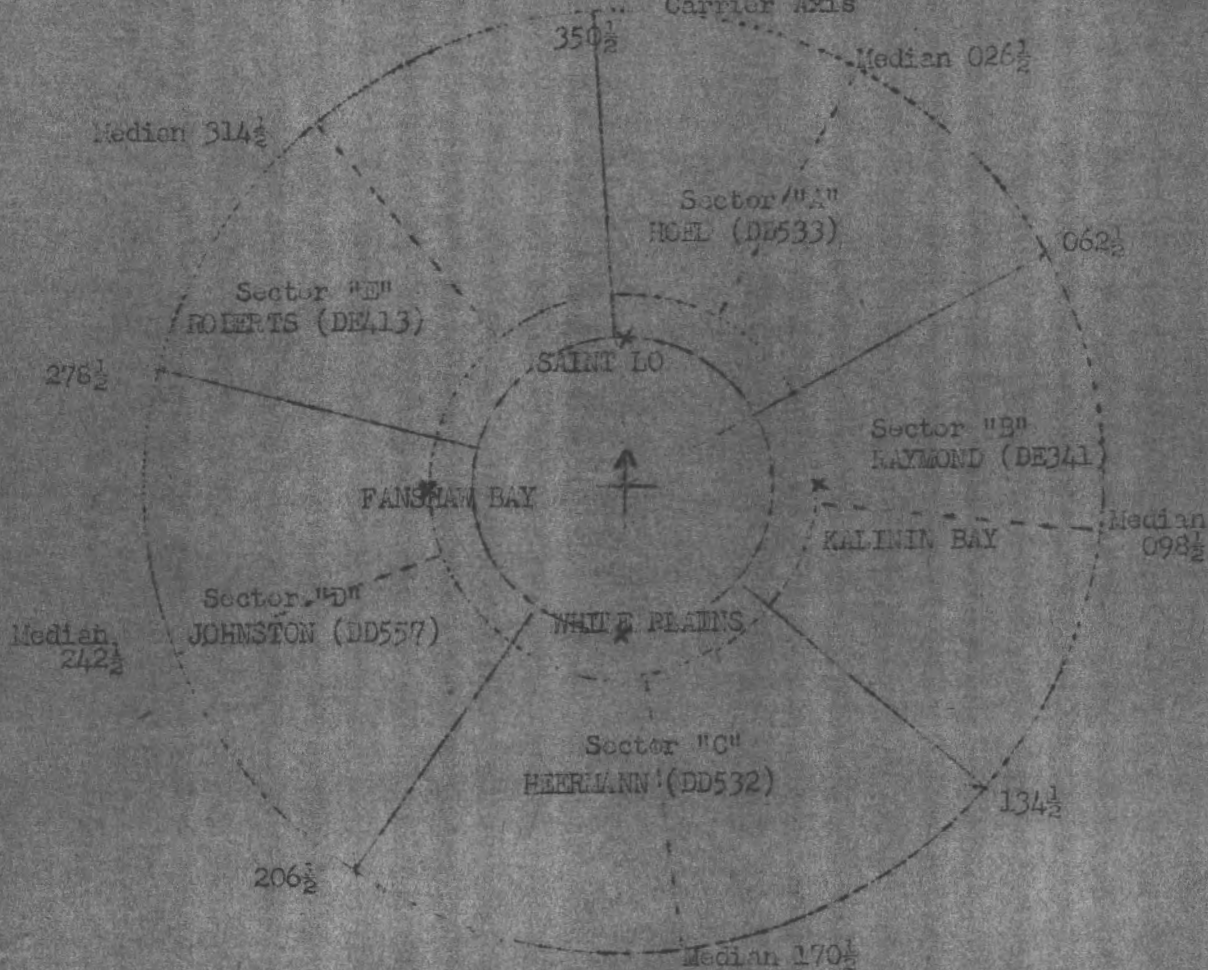 Carrier Axis
350½
Median 026½
Median 314½
Sector "A"
HOEL (DD533)
062½
Sector "E"
ROBERTS (DE413)
278½
SAINT LO
Sector "B"
RAYMOND (DE341)
FANSHAW BAY
KALININ BAY
Median
098½
Sector "D"
JOHNSTON (DD557)
Median
242½
WHITE PLAINS
Sector "C"
HEERMANN (DD532)
134½
206½
Median 170½